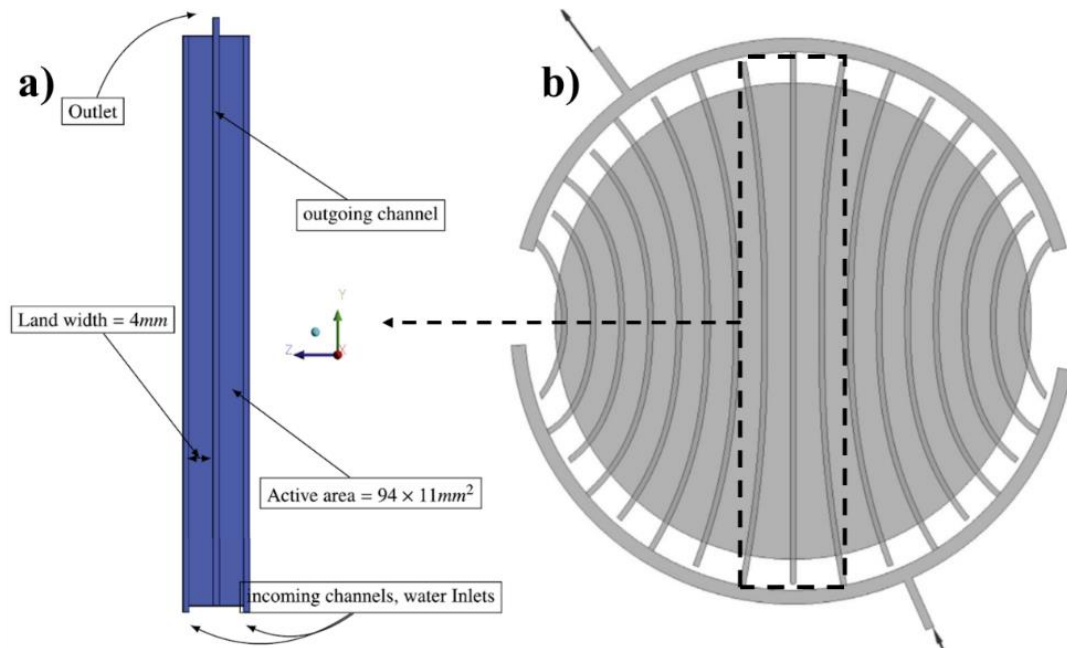 a)
b)
Outlet
outgoing channel
Land width = 4mm
Y
Z
X
Active area = 94 × 11mm²
incoming channels, water Inlets